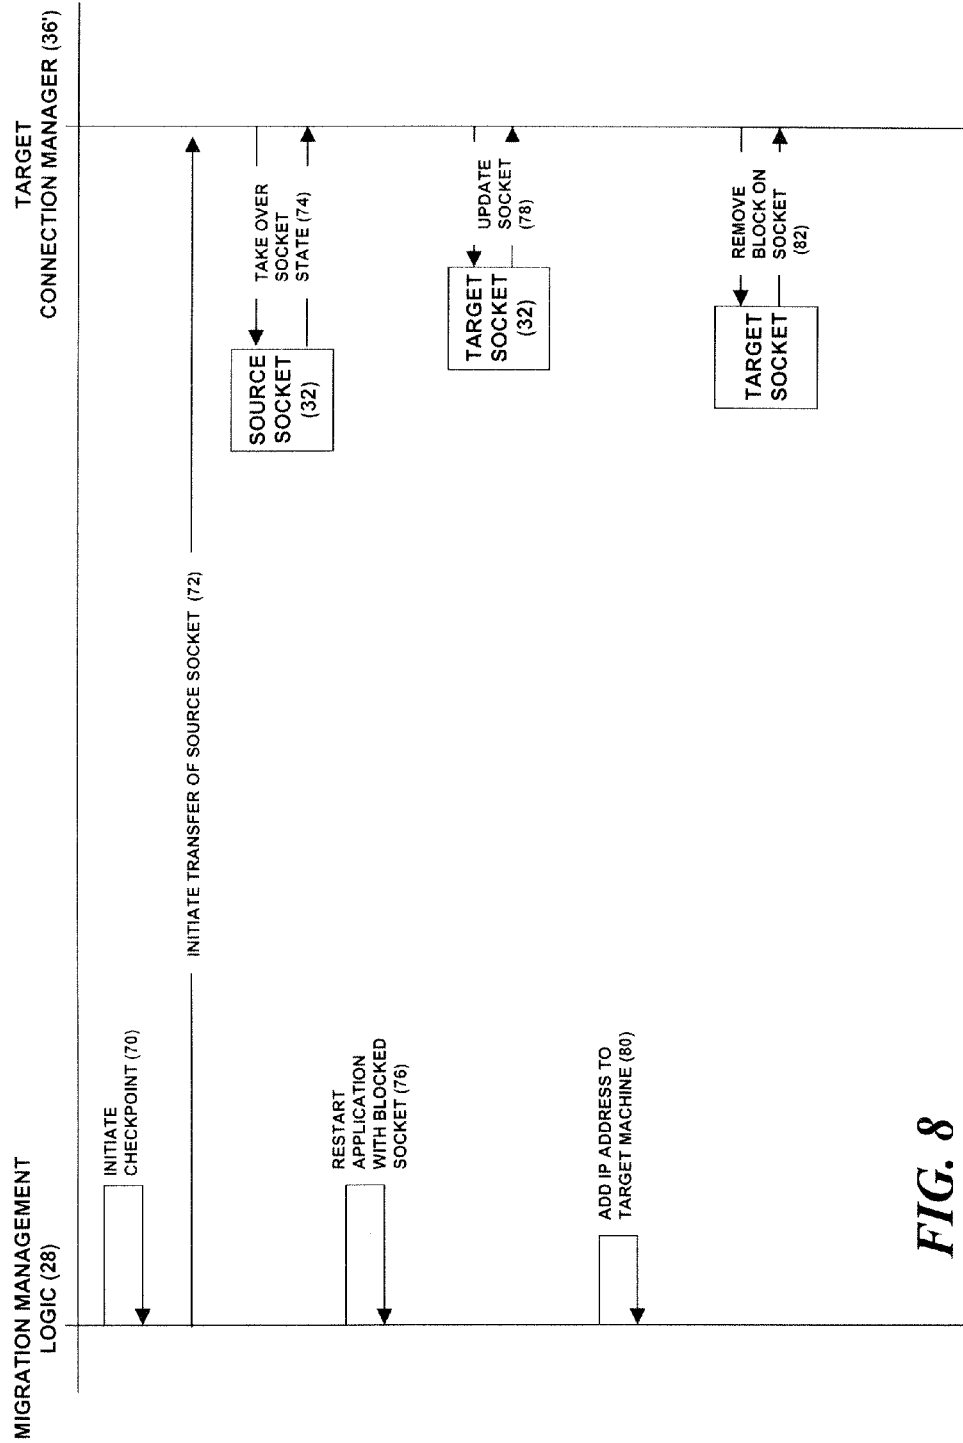 MIGRATION MANAGEMENT
LOGIC (28)
TARGET
CONNECTION MANAGER (36')
INITIATE
CHECKPOINT (70)
INITIATE TRANSFER OF SOURCE SOCKET (72)
TAKE OVER
SOCKET
STATE (74)
SOURCE
SOCKET
(32)
RESTART
APPLICATION
WITH BLOCKED
SOCKET (76)
UPDATE
SOCKET
(78)
TARGET
SOCKET
(32)
ADD IP ADDRESS TO
TARGET MACHINE (80)
REMOVE
BLOCK ON
SOCKET
(82)
TARGET
SOCKET
FIG. 8